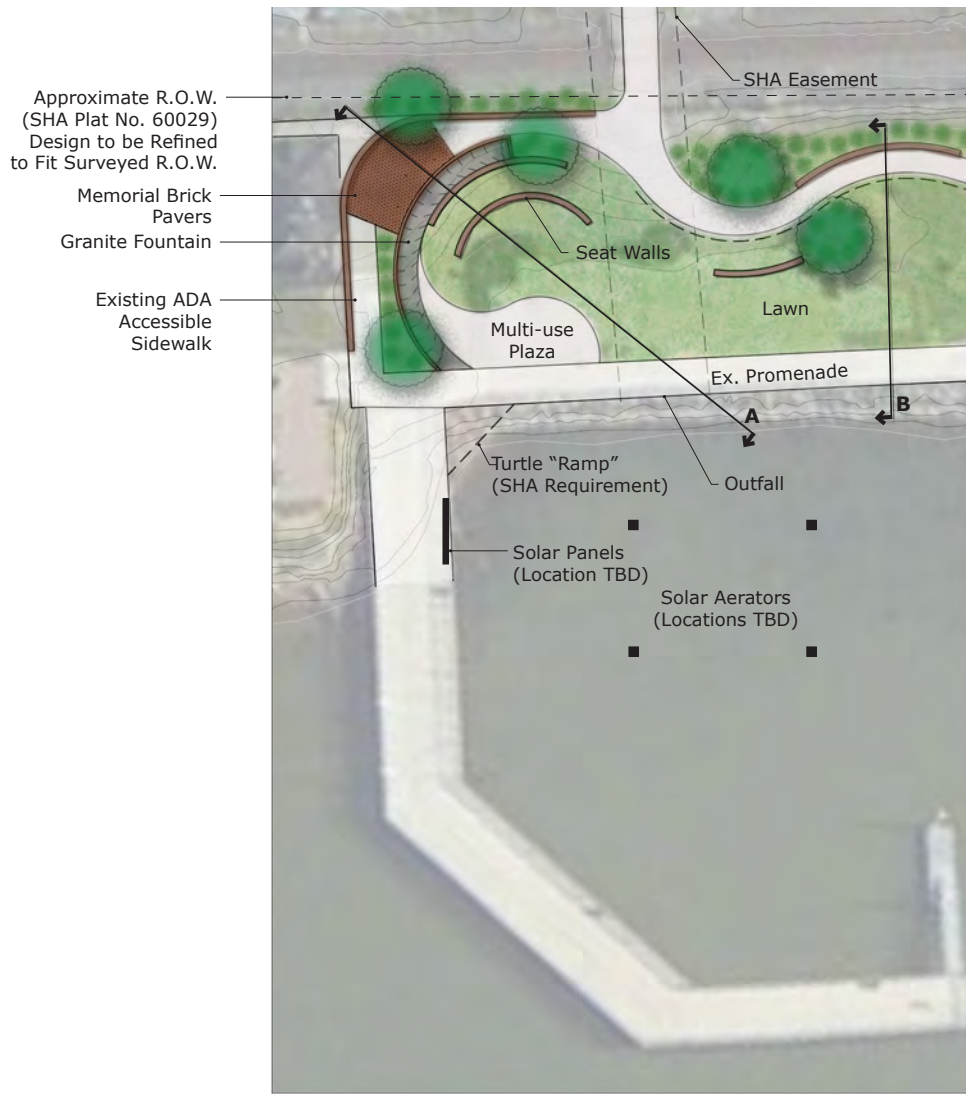 SHA Easement
Approximate R.O.W.
(SHA Plat No. 60029)
Design to be Refined
to Fit Surveyed R.O.W.
Memorial Brick
Pavers
Granite Fountain
Seat Walls
Existing ADA
Accessible
Sidewalk
Lawn
Multi-use
Plaza
Ex. Promenade
A
B
Turtle “Ramp”
(SHA Requirement)
Outfall
Solar Panels
(Location TBD)
Solar Aerators
(Locations TBD)